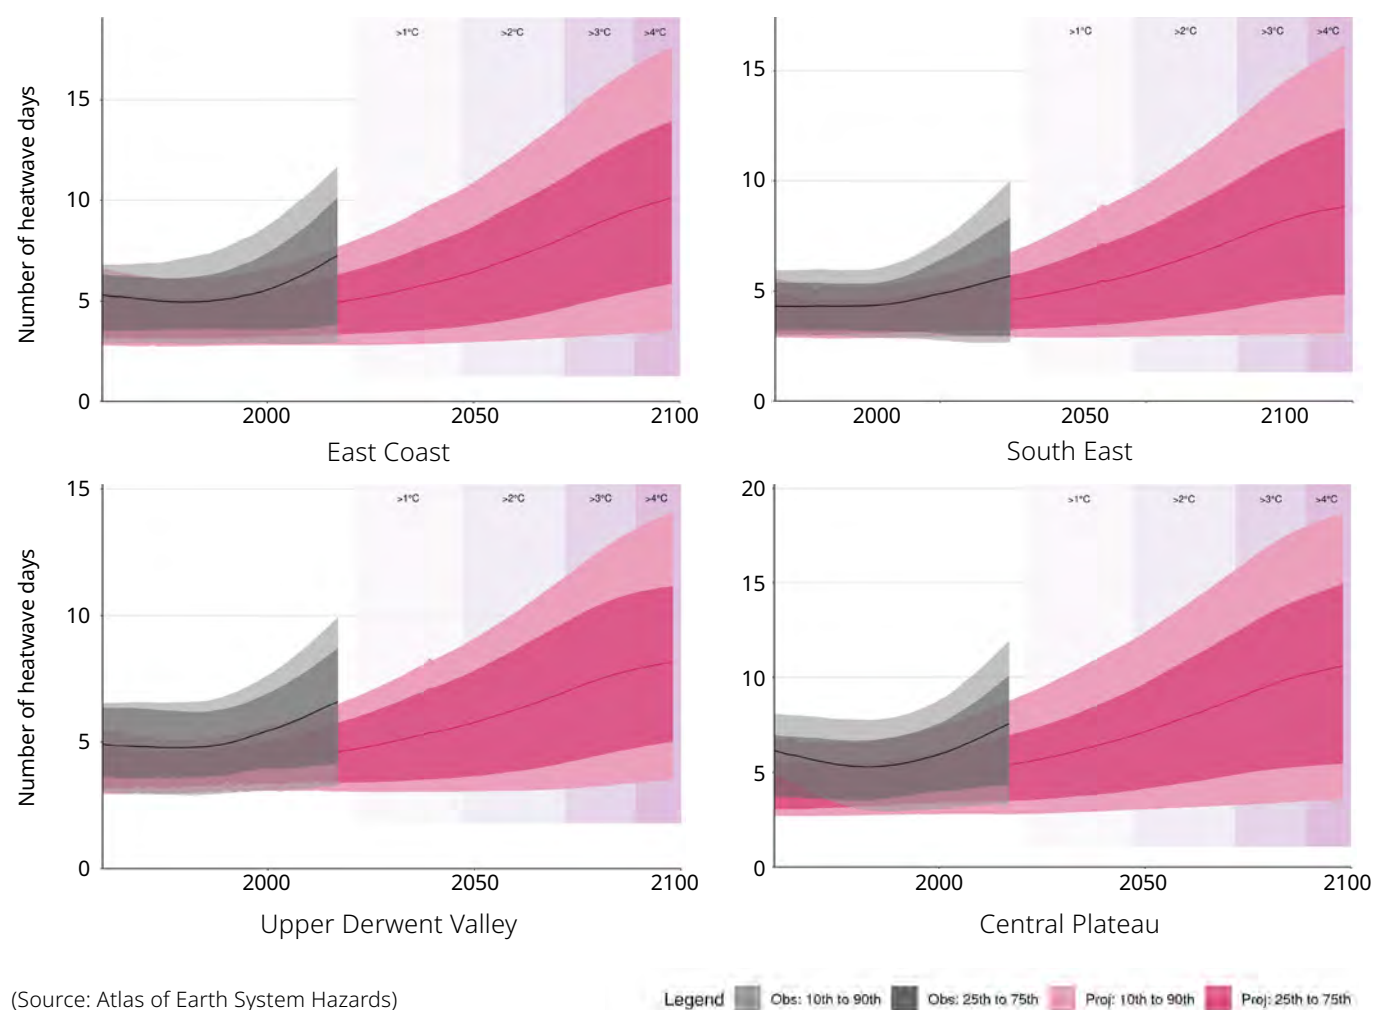 >1°C >2°C >3°C >4°C
>1°C >2°C >3°C >4°C
Number of heatwave days
15
10
5
0
15
10
5
0
2000 2050 2100
2000 2050 2100
East Coast
South East
>1°C >2°C >3°C >4°C
>1°C >2°C >3°C >4°C
Number of heatwave days
15
10
5
0
20
15
10
5
0
2000 2050 2100
2000 2050 2100
Upper Derwent Valley
Central Plateau
(Source: Atlas of Earth System Hazards)
Legend Obs: 10th to 90th Obs: 25th to 75th Proj: 10th to 90th Proj: 25th to 75th